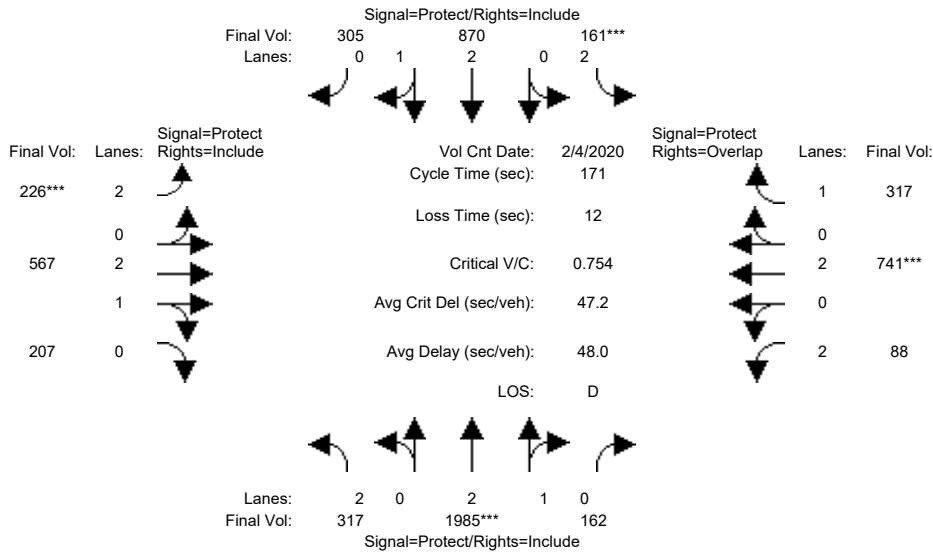 Signal=Protect/Rights=Include
Final Vol: 305 870 161***
Lanes: 0 1 2 0 2
Signal=Protect
Final Vol: Lanes: Rights=Include
Vol Cnt Date: 2/4/2020
Signal=Protect
Rights=Overlap Lanes: Final Vol:
Cycle Time (sec): 171
226*** 2
1 317
Loss Time (sec): 12
0
0
567 2
Critical V/C: 0.754
2 741***
1
Avg Crit Del (sec/veh): 47.2
0
207 0
Avg Delay (sec/veh): 48.0
2 88
LOS: D
Lanes: 2 0 2 1 0
Final Vol: 317 1985*** 162
Signal=Protect/Rights=Include